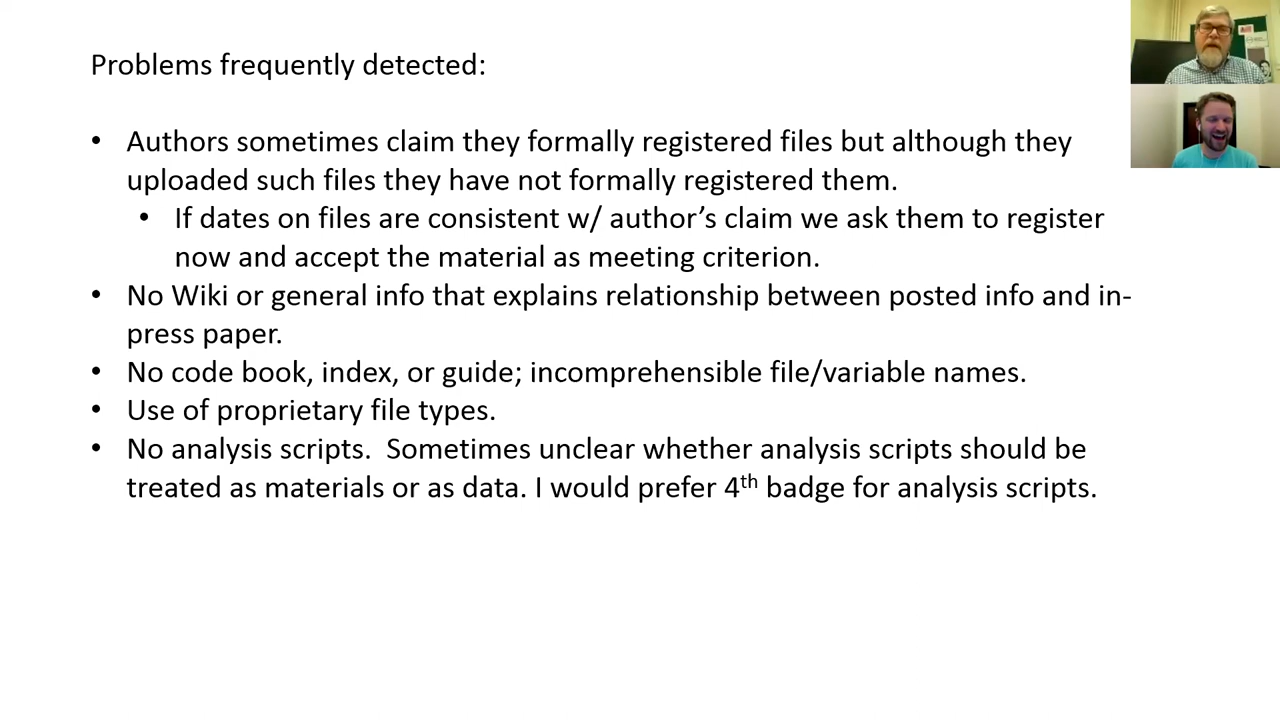 Problems frequently detected:
• Authors sometimes claim they formally registered files but although they
uploaded such files they have not formally registered them.
• If dates on files are consistent w/ author’s claim we ask them to register
now and accept the material as meeting criterion.
• No Wiki or general info that explains relationship between posted info and in-
press paper.
• No code book, index, or guide; incomprehensible file/variable names.
• Use of proprietary file types.
• No analysis scripts.  Sometimes unclear whether analysis scripts should be
treated as materials or as data. I would prefer 4th badge for analysis scripts.